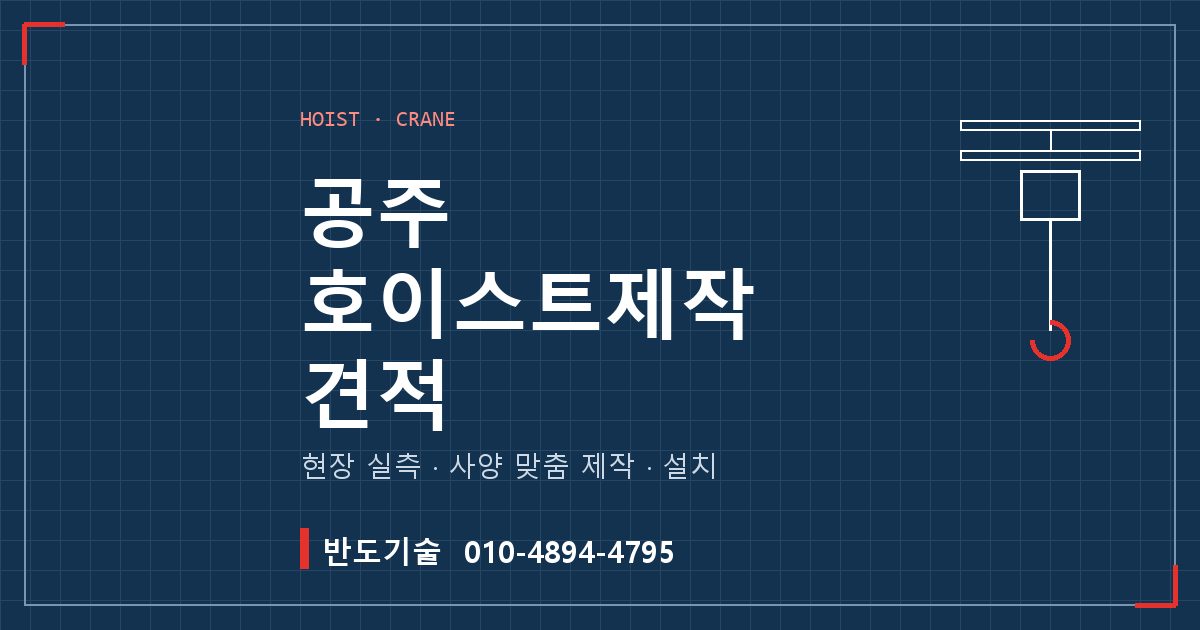 HOIST · CRANE
공주
호이스트제작
견적
현장 실측 · 사양 맞춤 제작 · 설치
반도기술 010-4894-4795